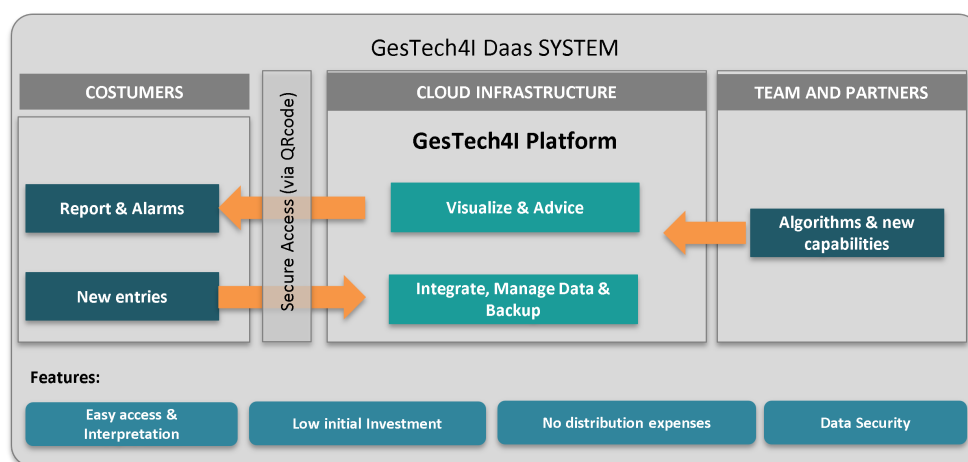 GesTech4I Daas SYSTEM
COSTUMERS
Report & Alarms
New entries
Secure Access (via QRcode)
CLOUD INFRASTRUCTURE
GesTech4I Platform
Visualize & Advice
Integrate, Manage Data &
Backup
TEAM AND PARTNERS
Algorithms & new
capabilities
Features:
Easy access &
Interpretation
Low initial Investment
No distribution expenses
Data Security